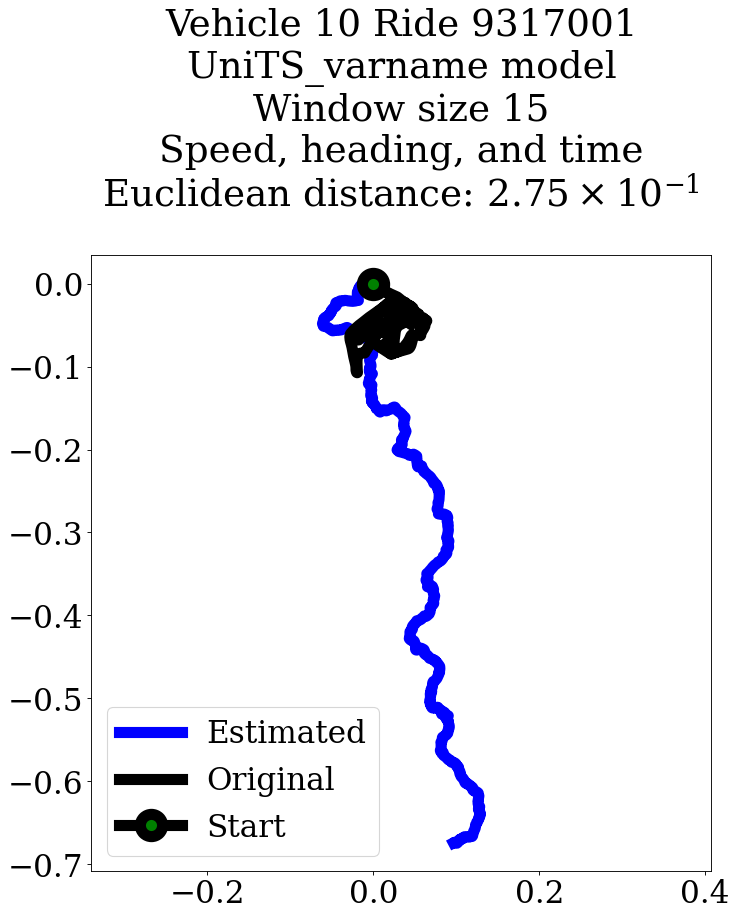 Vehicle 10 Ride 9317001
UniTS_varname model
Window size 15
Speed, heading, and time
Euclidean distance: 2.75 × 10⁻¹
0.0
−0.1
−0.2
−0.3
−0.4
−0.5
−0.6
−0.7
Estimated
Original
Start
−0.2 0.0 0.2 0.4